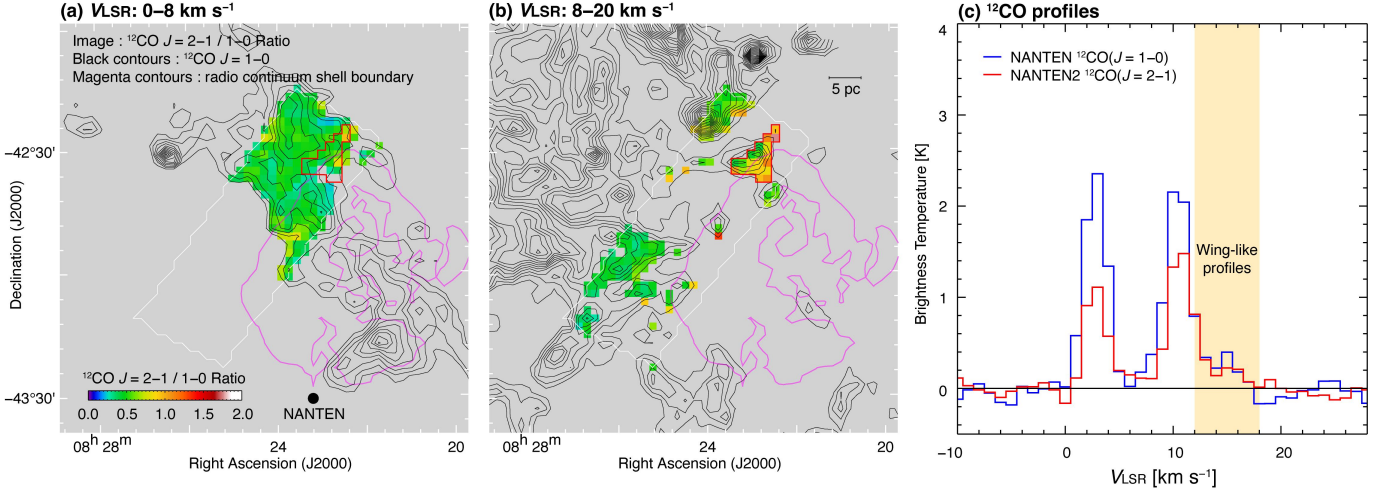 (a) VLSR: 0–8 km s⁻¹
Image : ¹²CO J = 2–1 / 1–0 Ratio
Black contours : ¹²CO J = 1–0
Magenta contours : radio continuum shell boundary
−42°30'
−43°30'
Declination (J2000)
¹²CO J = 2–1 / 1–0 Ratio
0.0 0.5 1.0 1.5 2.0
NANTEN
08ʰ 28ᵐ 24 20
Right Ascension (J2000)
(b) VLSR: 8–20 km s⁻¹
5 pc
24 20
Right Ascension (J2000)
(c) ¹²CO profiles
NANTEN ¹²CO(J = 1–0)
NANTEN2 ¹²CO(J = 2–1)
Wing-like
profiles
4
3
2
1
0
Brightness Temperature [K]
−10 0 10 20
VLSR [km s⁻¹]